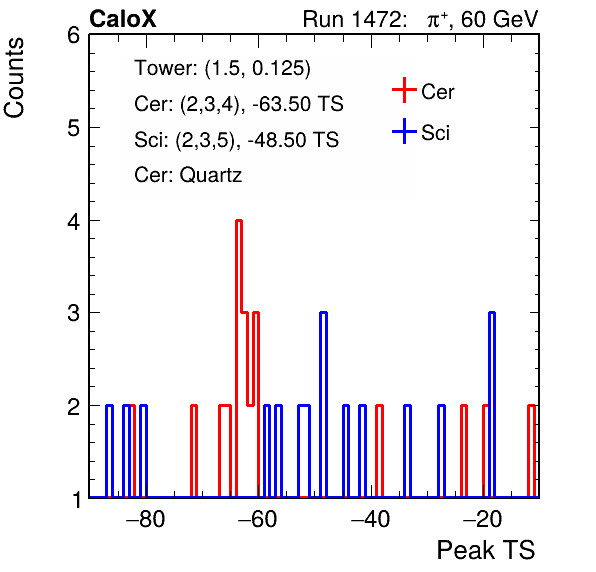 CaloX Run 1472: π⁺, 60 GeV
Counts
Tower: (1.5, 0.125)
Cer: (2,3,4), -63.50 TS
Sci: (2,3,5), -48.50 TS
Cer: Quartz
Cer
Sci
6
5
4
3
2
1
−80 −60 −40 −20
Peak TS